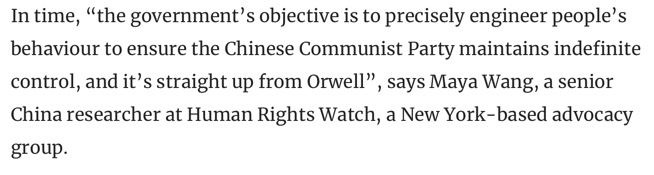 In time, “the government’s objective is to precisely engineer people’s
behaviour to ensure the Chinese Communist Party maintains indefinite
control, and it’s straight up from Orwell”, says Maya Wang, a senior
China researcher at Human Rights Watch, a New York-based advocacy
group.